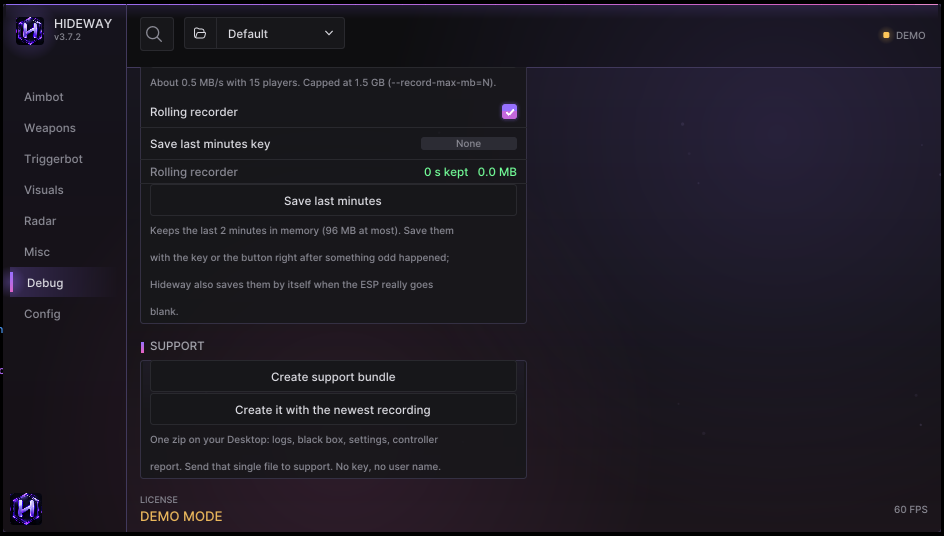 HIDEWAY
v3.7.2
Default
DEMO
Aimbot
Weapons
Triggerbot
Visuals
Radar
Misc
Debug
Config
About 0.5 MB/s with 15 players. Capped at 1.5 GB (--record-max-mb=N).
Rolling recorder
Save last minutes key
None
Rolling recorder
0 s kept 0.0 MB
Save last minutes
Keeps the last 2 minutes in memory (96 MB at most). Save them
with the key or the button right after something odd happened;
Hideway also saves them by itself when the ESP really goes
blank.
SUPPORT
Create support bundle
Create it with the newest recording
One zip on your Desktop: logs, black box, settings, controller
report. Send that single file to support. No key, no user name.
LICENSE
DEMO MODE
60 FPS